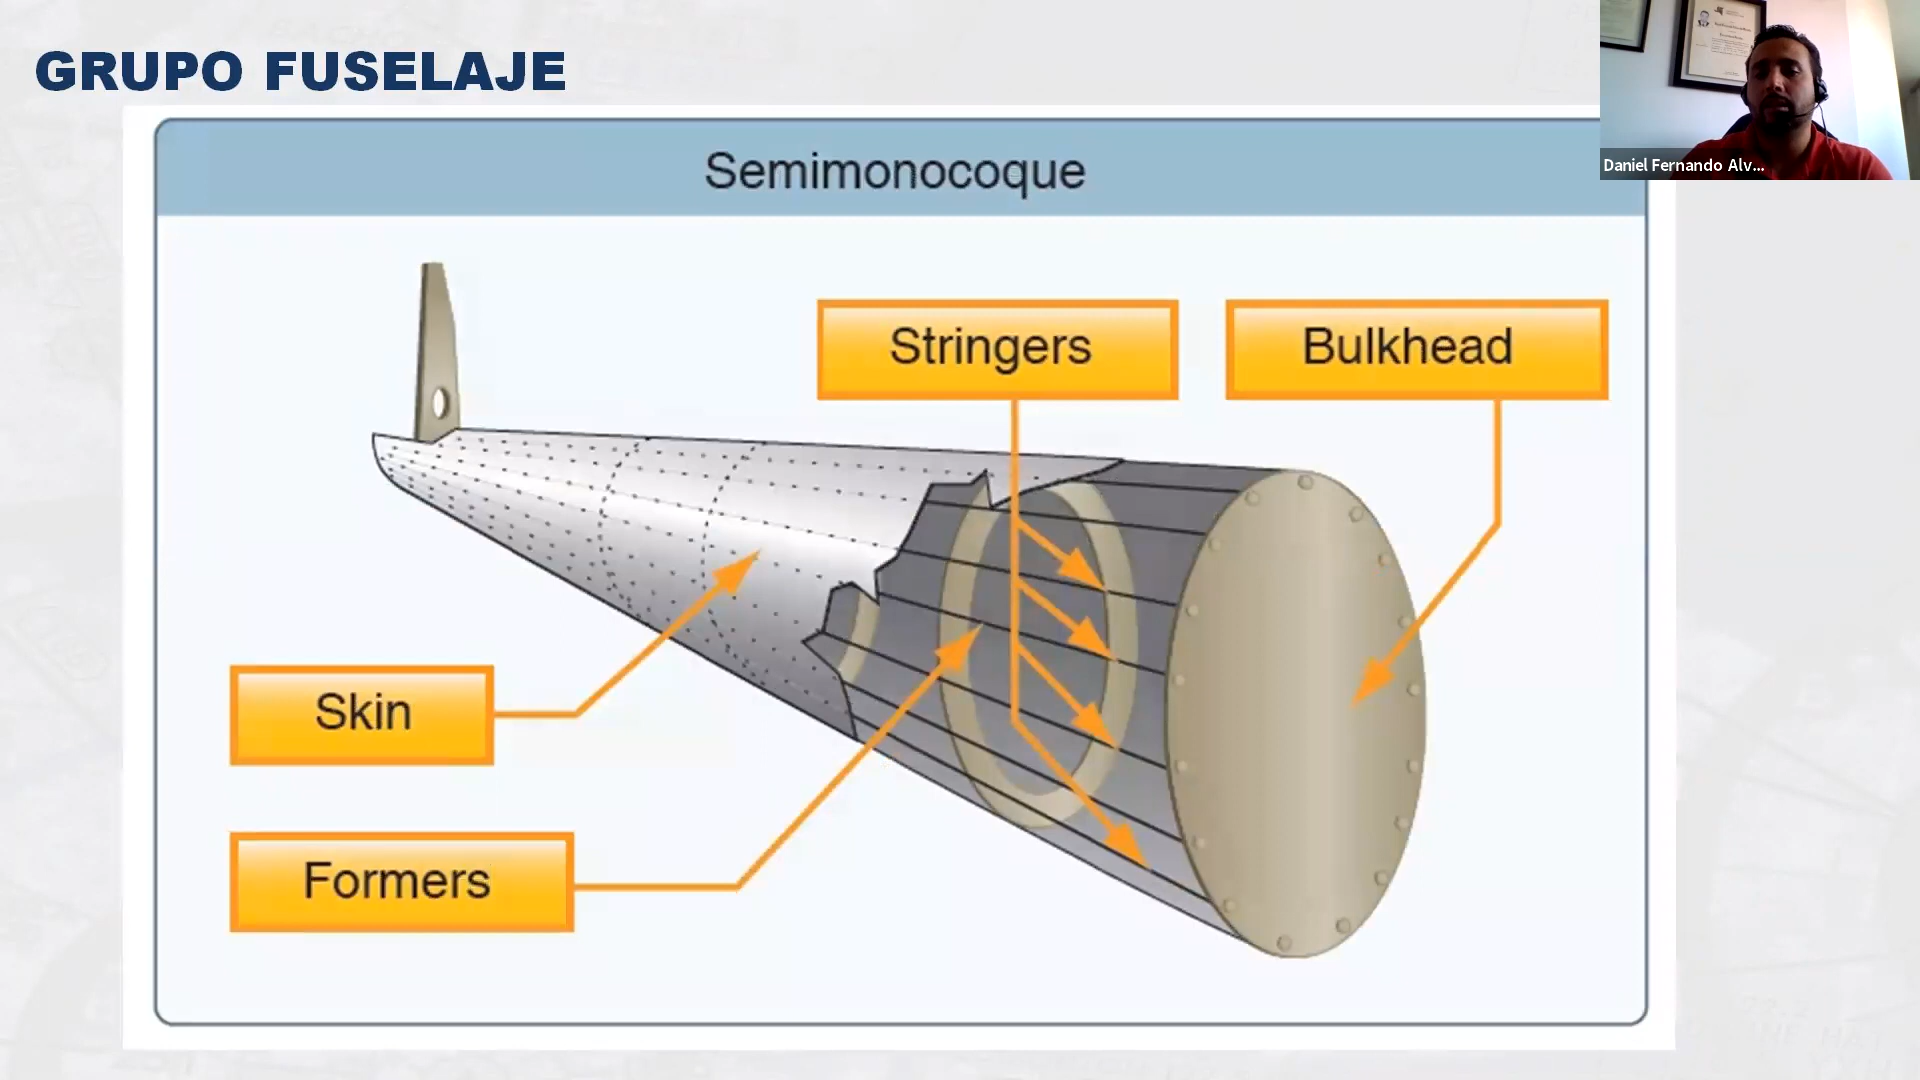 GRUPO FUSELAJE
Daniel Fernando Alv...
Semimonocoque
Stringers
Bulkhead
Skin
Formers